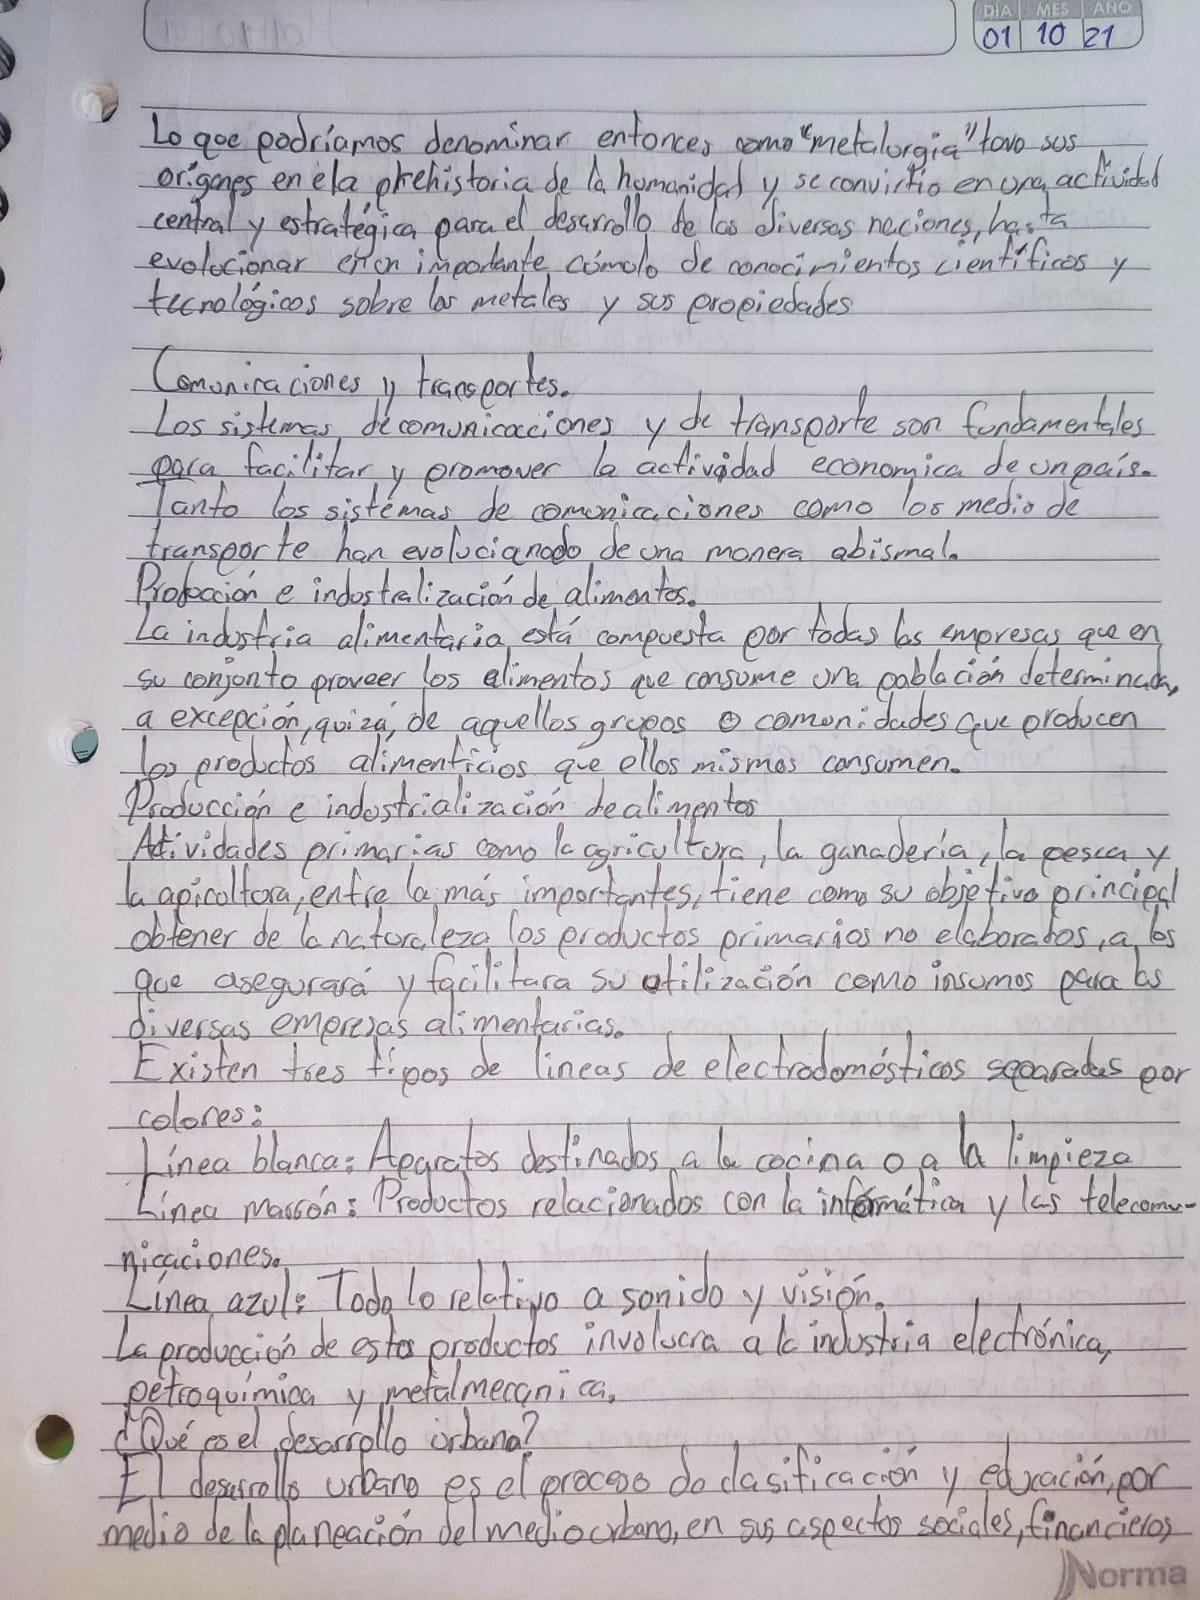 DÍA MES AÑO
01 10 21
Lo que podríamos denominar entonces como "metalurgia" tuvo sus
orígenes en ela prehistoria de la humanidad y se convirtio en una actividad
central y estratégica para el desarrollo de las diversas naciones, hasta
evolucionar en un importante cúmulo de conocimientos científicos y
tecnológicos sobre los metales y sus propiedades
Comunicaciones y transportes.
Los sistemas de comunicacciones y de transporte son fundamentales
para facilitar y promover la actividad economica de un país.
Tanto los sistemas de comunicaciones como los medio de
transporte han evolucianodo de una manera abismal.
Produccion e industralización de alimentos.
La industria alimentaria está compuesta por todas las empresas que en
su conjunto proveer los alimentos que consume una población determinada,
a excepción, quizá, de aquellos grupos o comunidades que producen
los productos alimenticios que ellos mismos consumen.
Producción e industrialización de alimentos
Actividades primarias como la agricultura, la ganadería, la pesca y
la apicultura, entre la más importantes, tiene como su objetivo principal
obtener de la naturaleza los productos primarios no elaborados, a los
que asegurará y facilitara su utilización como insumos para las
diversas empresas alimentarias.
Existen tres tipos de lineas de electrodomésticos separadas por
colores:
Línea blanca: Aparatos destinados a la cocina o a la limpieza
Línea marrón: Productos relacionados con la informática y las telecomu-
nicaciones.
Línea azul: Todo lo relativo a sonido y visión.
La producción de estos productos involucra a la industria electrónica,
petroquímica y metalmecanica.
¿Qué es el desarrollo urbano?
El desarrollo urbano es el proceso de clasificación y educación, por
medio de la planeación del medio urbano, en sus aspectos sociales, financieros
Norma